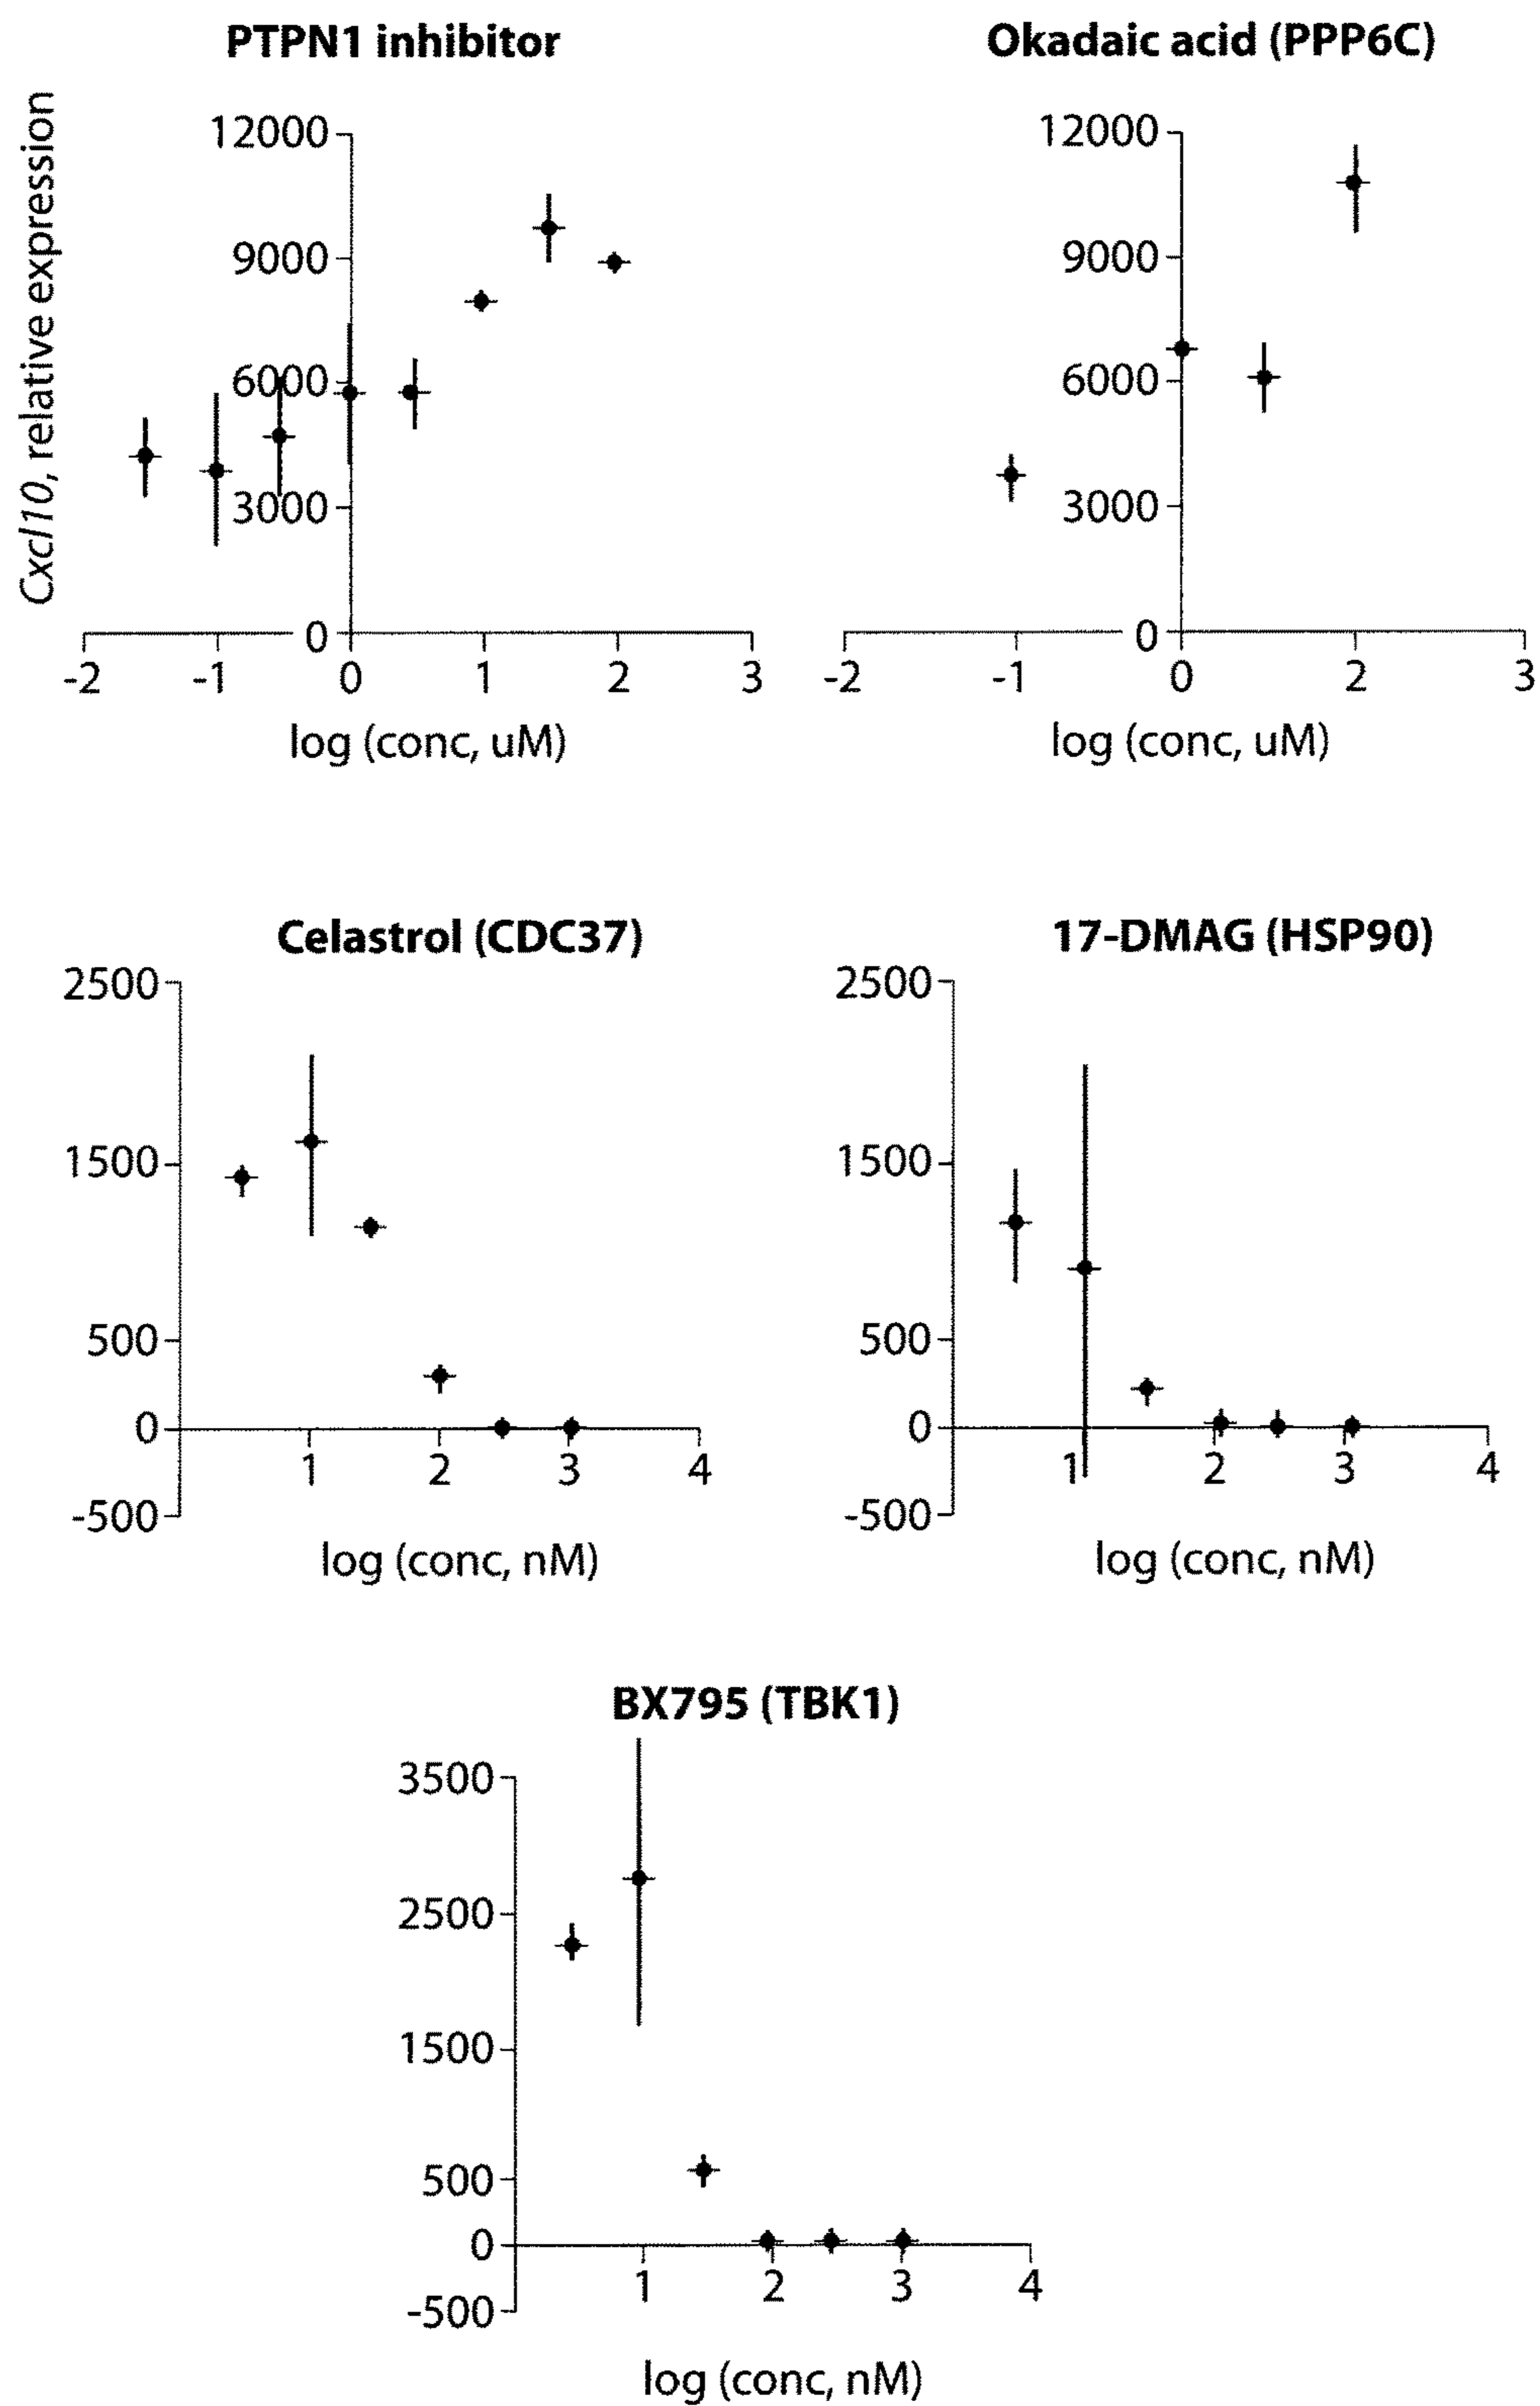 PTPN1 inhibitor
Okadaic acid (PPP6C)
Cxcl10, relative expression
12000
9000
6000
3000
0
-2 -1 0 1 2 3
log (conc, uM)
12000
9000
6000
3000
0
-2 -1 0 2 3
log (conc, uM)
Celastrol (CDC37)
2500
1500
500
0
-500
1 2 3 4
log (conc, nM)
17-DMAG (HSP90)
2500
1500
500
0
-500
1 2 3 4
log (conc, nM)
BX795 (TBK1)
3500
2500
1500
500
0
-500
1 2 3 4
log (conc, nM)